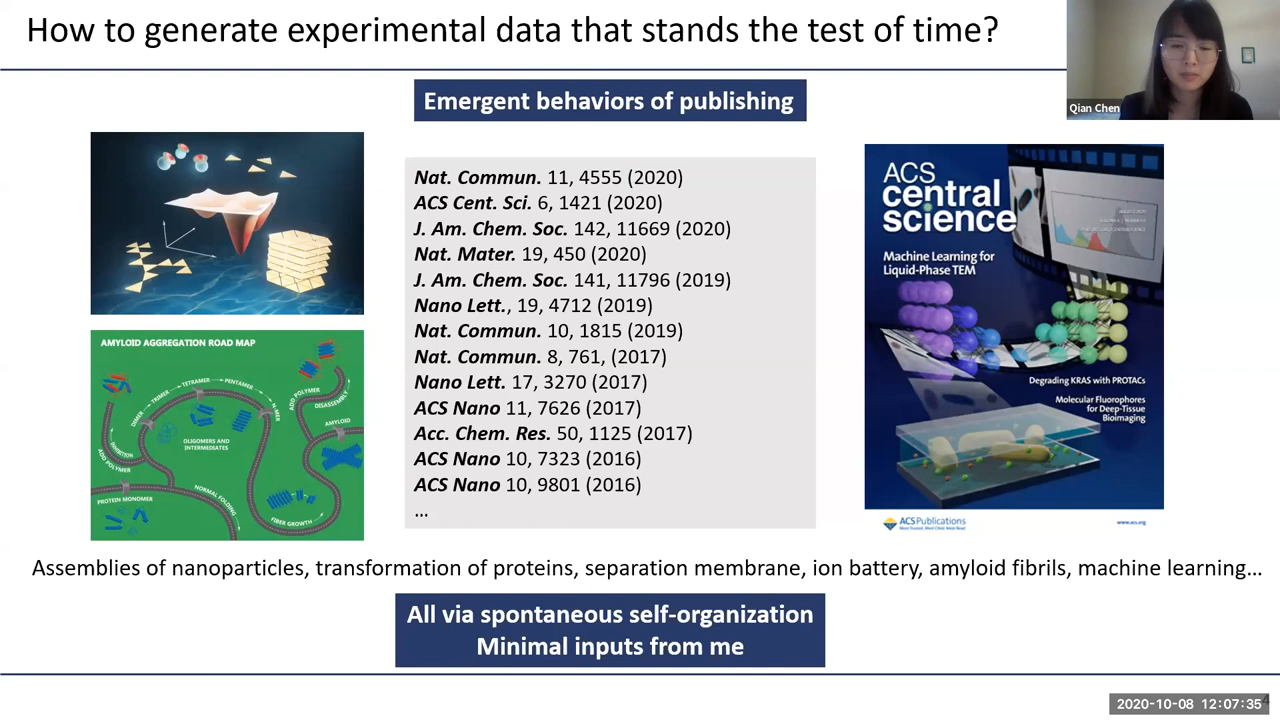 How to generate experimental data that stands the test of time?
Qian Chen
Emergent behaviors of publishing
Nat. Commun. 11, 4555 (2020)
ACS Cent. Sci. 6, 1421 (2020)
J. Am. Chem. Soc. 142, 11669 (2020)
Nat. Mater. 19, 450 (2020)
J. Am. Chem. Soc. 141, 11796 (2019)
Nano Lett., 19, 4712 (2019)
Nat. Commun. 10, 1815 (2019)
Nat. Commun. 8, 761, (2017)
Nano Lett. 17, 3270 (2017)
ACS Nano 11, 7626 (2017)
Acc. Chem. Res. 50, 1125 (2017)
ACS Nano 10, 7323 (2016)
ACS Nano 10, 9801 (2016)
...
AMYLOID AGGREGATION ROAD MAP
DIMER
TRIMER
TETRAMER
PENTAMER
N-MER
ADD POLYMER
DISASSEMBLY
AMYLOID
OLIGOMERS AND
INTERMEDIATES
INHIBITION
ADD POLYMER
PROTEIN MONOMER
NORMAL FOLDING
FIBER GROWTH
ACS
central
science
Machine Learning for
Liquid-Phase TEM
Degrading KRAS with PROTACs
Molecular Fluorophores
for Deep-Tissue
Bioimaging
ACS Publications
Most Trusted. Most Cited. Most Read.
www.acs.org
Assemblies of nanoparticles, transformation of proteins, separation membrane, ion battery, amyloid fibrils, machine learning...
All via spontaneous self-organization
Minimal inputs from me
4
2020-10-08 12:07:35